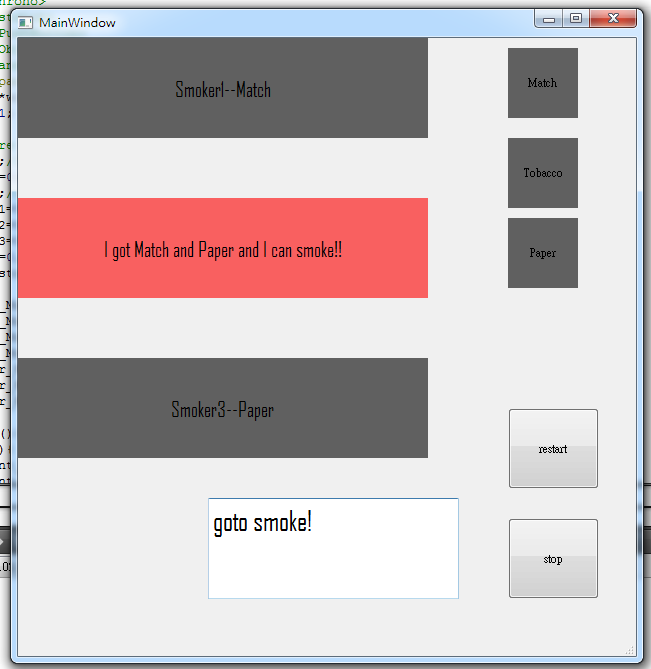 MainWindow
Smoker1--Match
Match
Tobacco
I got Match and Paper and I can smoke!!
Paper
Smoker3--Paper
restart
goto smoke!
stop